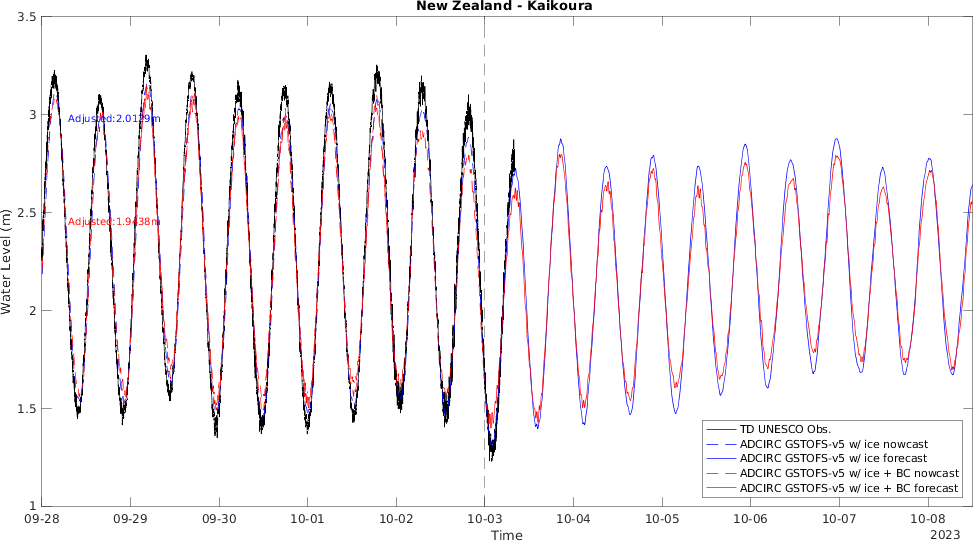 New Zealand - Kaikoura
3.5
3
2.5
2
1.5
1
Water Level (m)
Adjusted:2.0129m
Adjusted:1.9438m
TD UNESCO Obs.
ADCIRC GSTOFS-v5 w/ ice nowcast
ADCIRC GSTOFS-v5 w/ ice forecast
ADCIRC GSTOFS-v5 w/ ice + BC nowcast
ADCIRC GSTOFS-v5 w/ ice + BC forecast
09-28 09-29 09-30 10-01 10-02 10-03 10-04 10-05 10-06 10-07 10-08
Time
2023